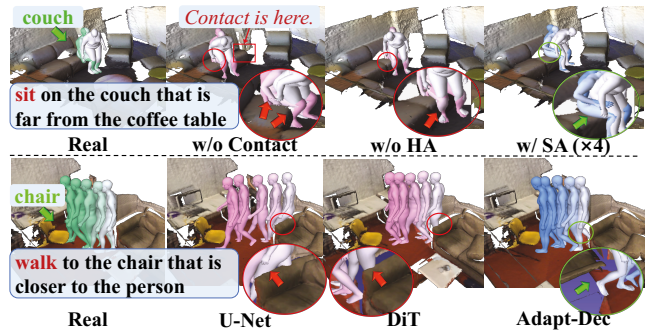 couch
Contact is here.
sit on the couch that is
far from the coffee table
Real w/o Contact w/o HA w/ SA (×4)
chair
walk to the chair that is
closer to the person
Real U-Net DiT Adapt-Dec